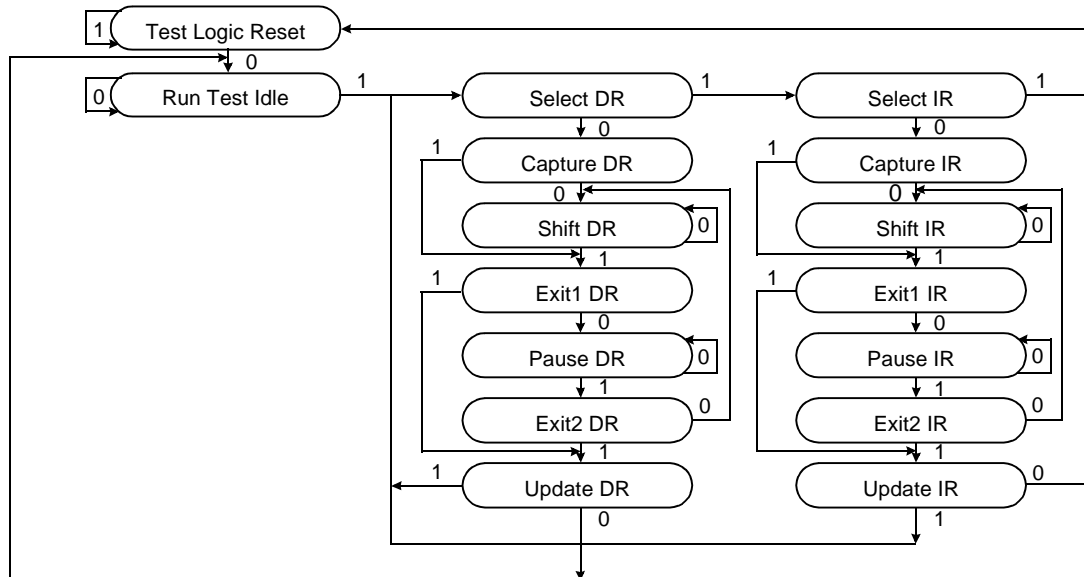 1 Test Logic Reset
0
0 Run Test Idle 1
Select DR 1
Select IR 1
0
0
1 Capture DR
1 Capture IR
0
0
Shift DR 0
Shift IR 0
1
1
1 Exit1 DR
1 Exit1 IR
0
0
Pause DR 0
Pause IR 0
1
1
Exit2 DR 0
Exit2 IR 0
1
1
1 Update DR
Update IR 0
0
1